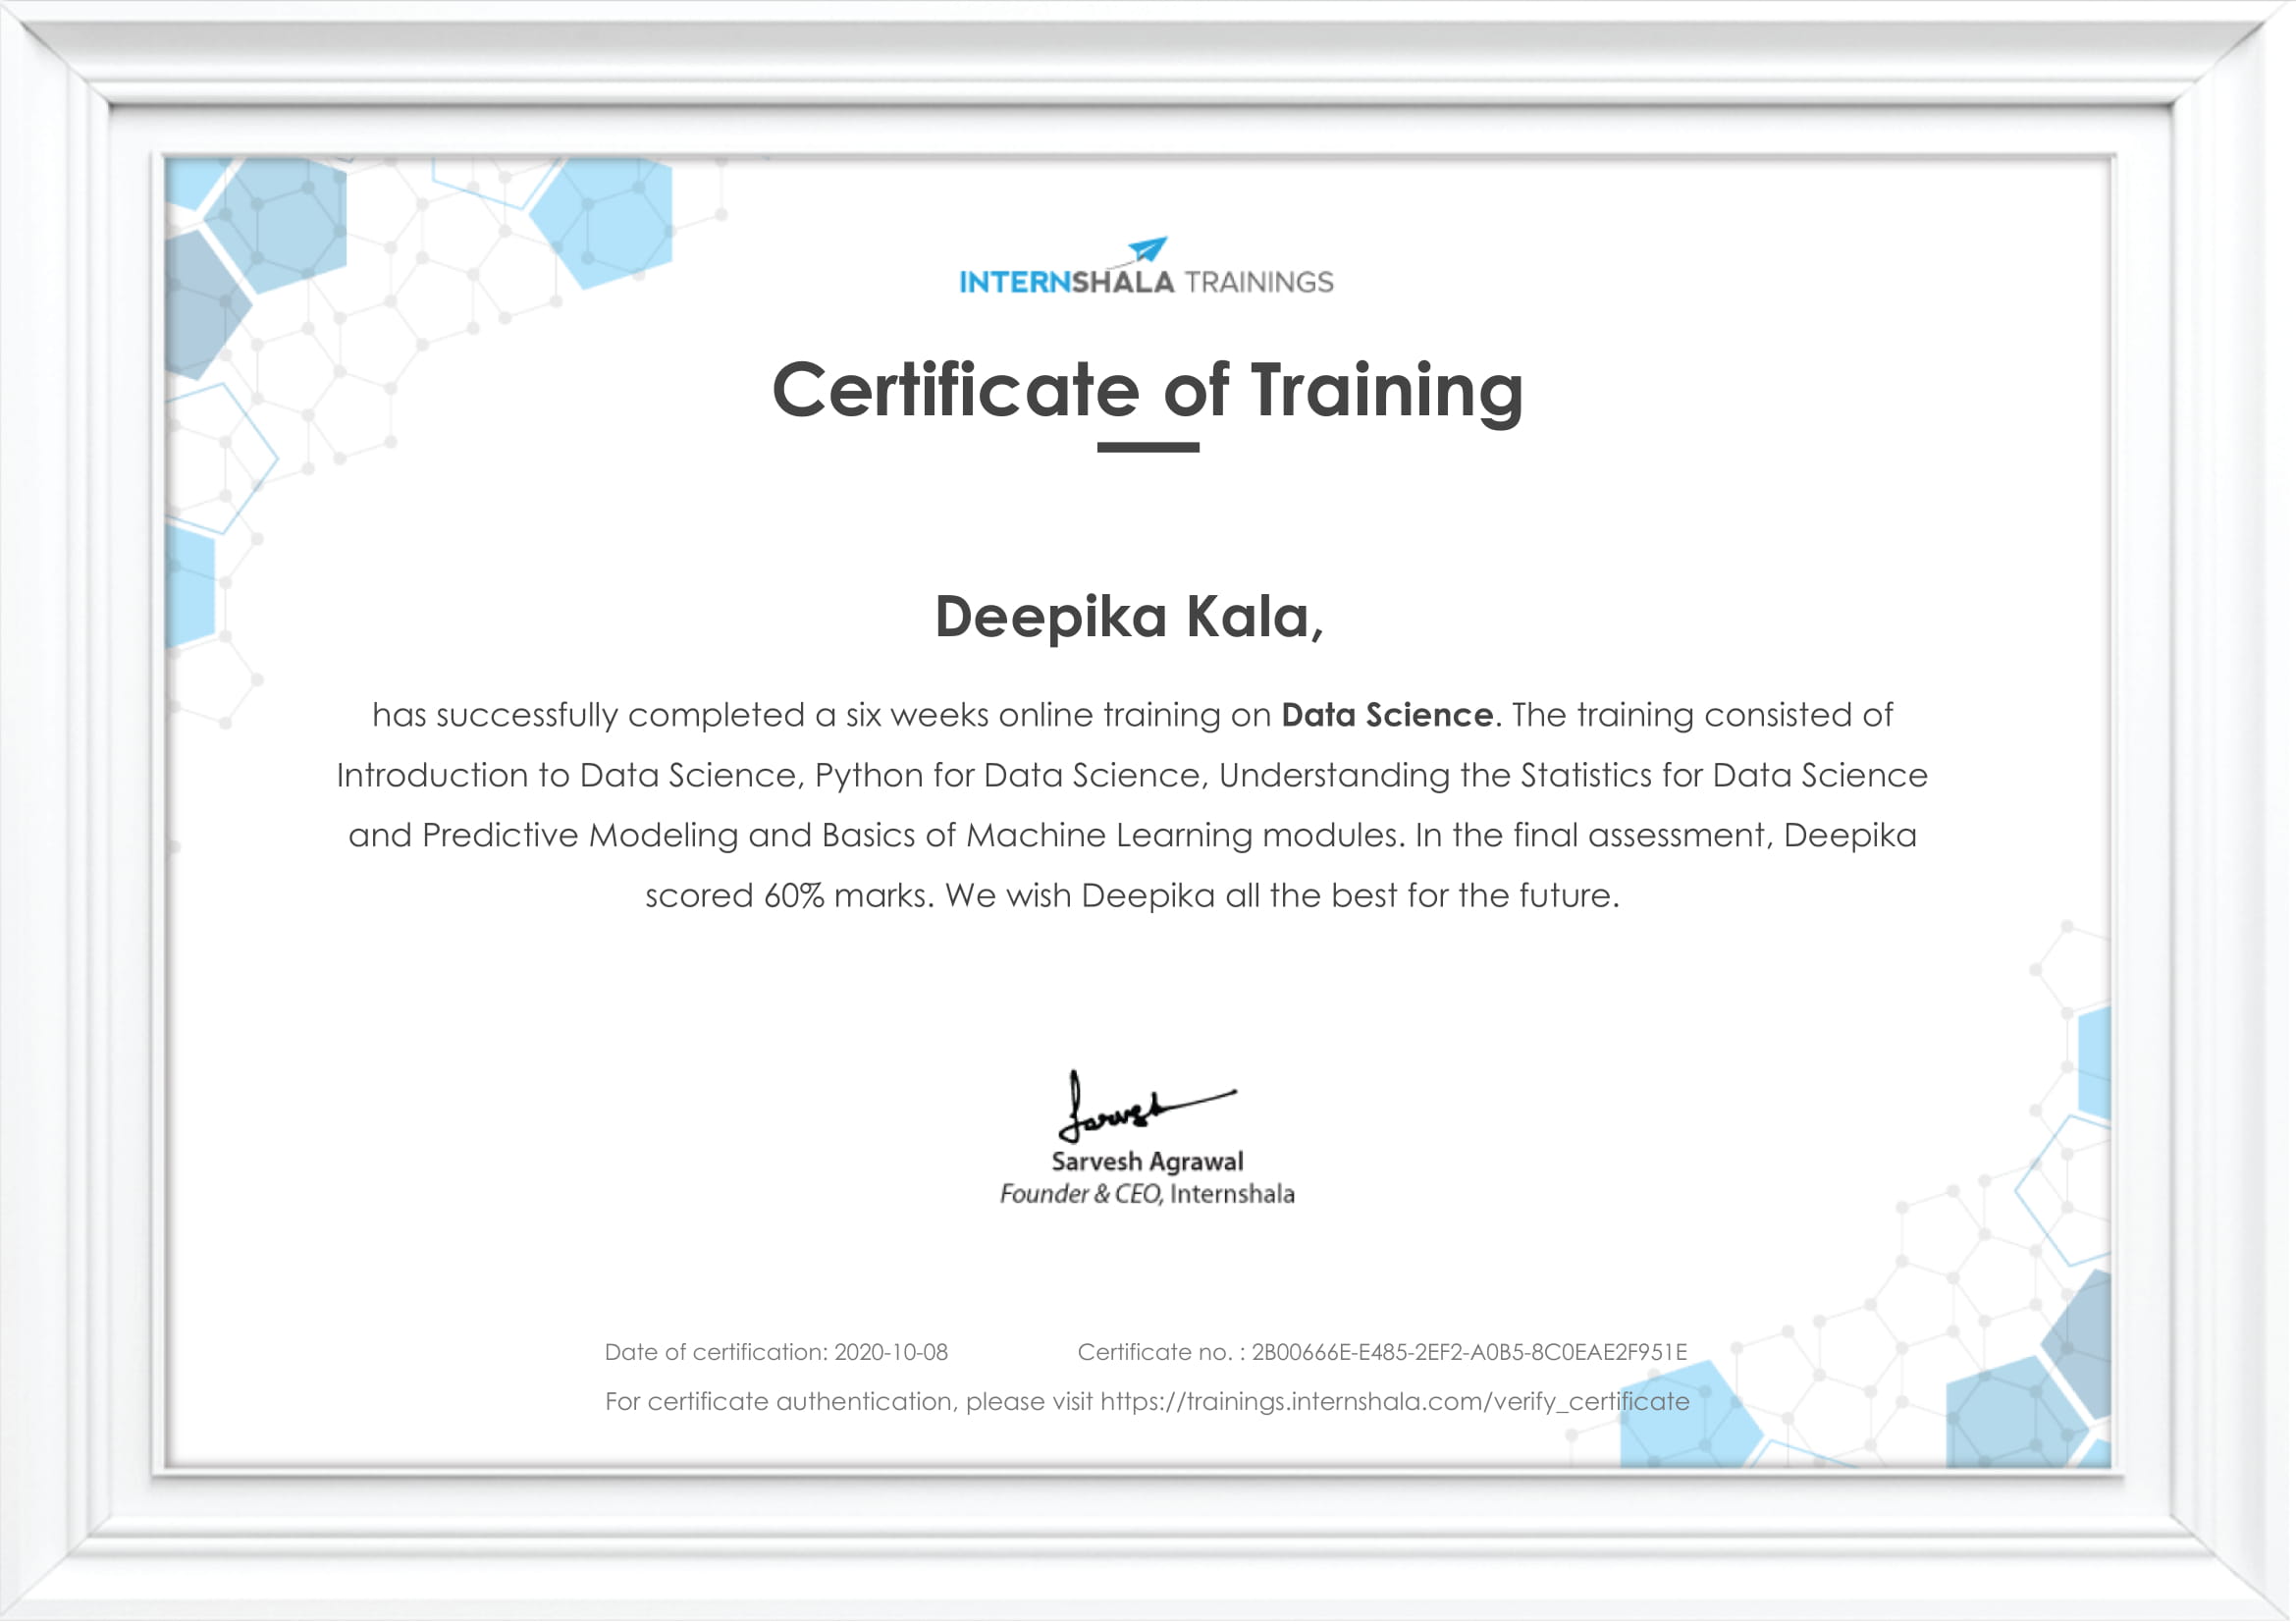 INTERNSHALA TRAININGS
Certificate of Training
Deepika Kala,
has successfully completed a six weeks online training on Data Science. The training consisted of
Introduction to Data Science, Python for Data Science, Understanding the Statistics for Data Science
and Predictive Modeling and Basics of Machine Learning modules. In the final assessment, Deepika
scored 60% marks. We wish Deepika all the best for the future.
Sarvesh
Sarvesh Agrawal
Founder & CEO, Internshala
Date of certification: 2020-10-08 Certificate no. : 2B00666E-E485-2EF2-A0B5-8C0EAE2F951E
For certificate authentication, please visit https://trainings.internshala.com/verify_certificate